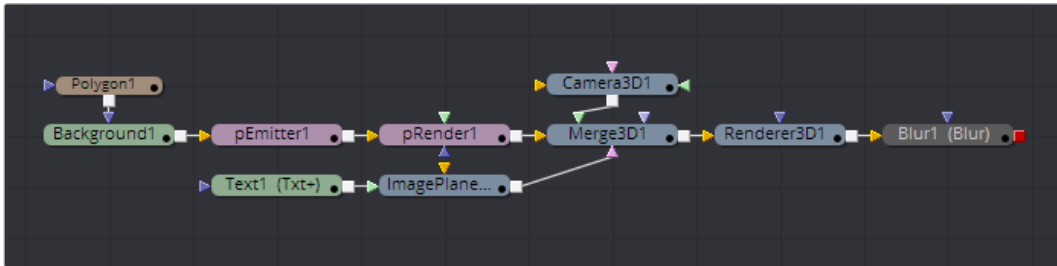 Polygon1
Camera3D1
Background1
pEmitter1
pRender1
Merge3D1
Renderer3D1
Blur1 (Blur)
Text1 (Txt+)
ImagePlane...